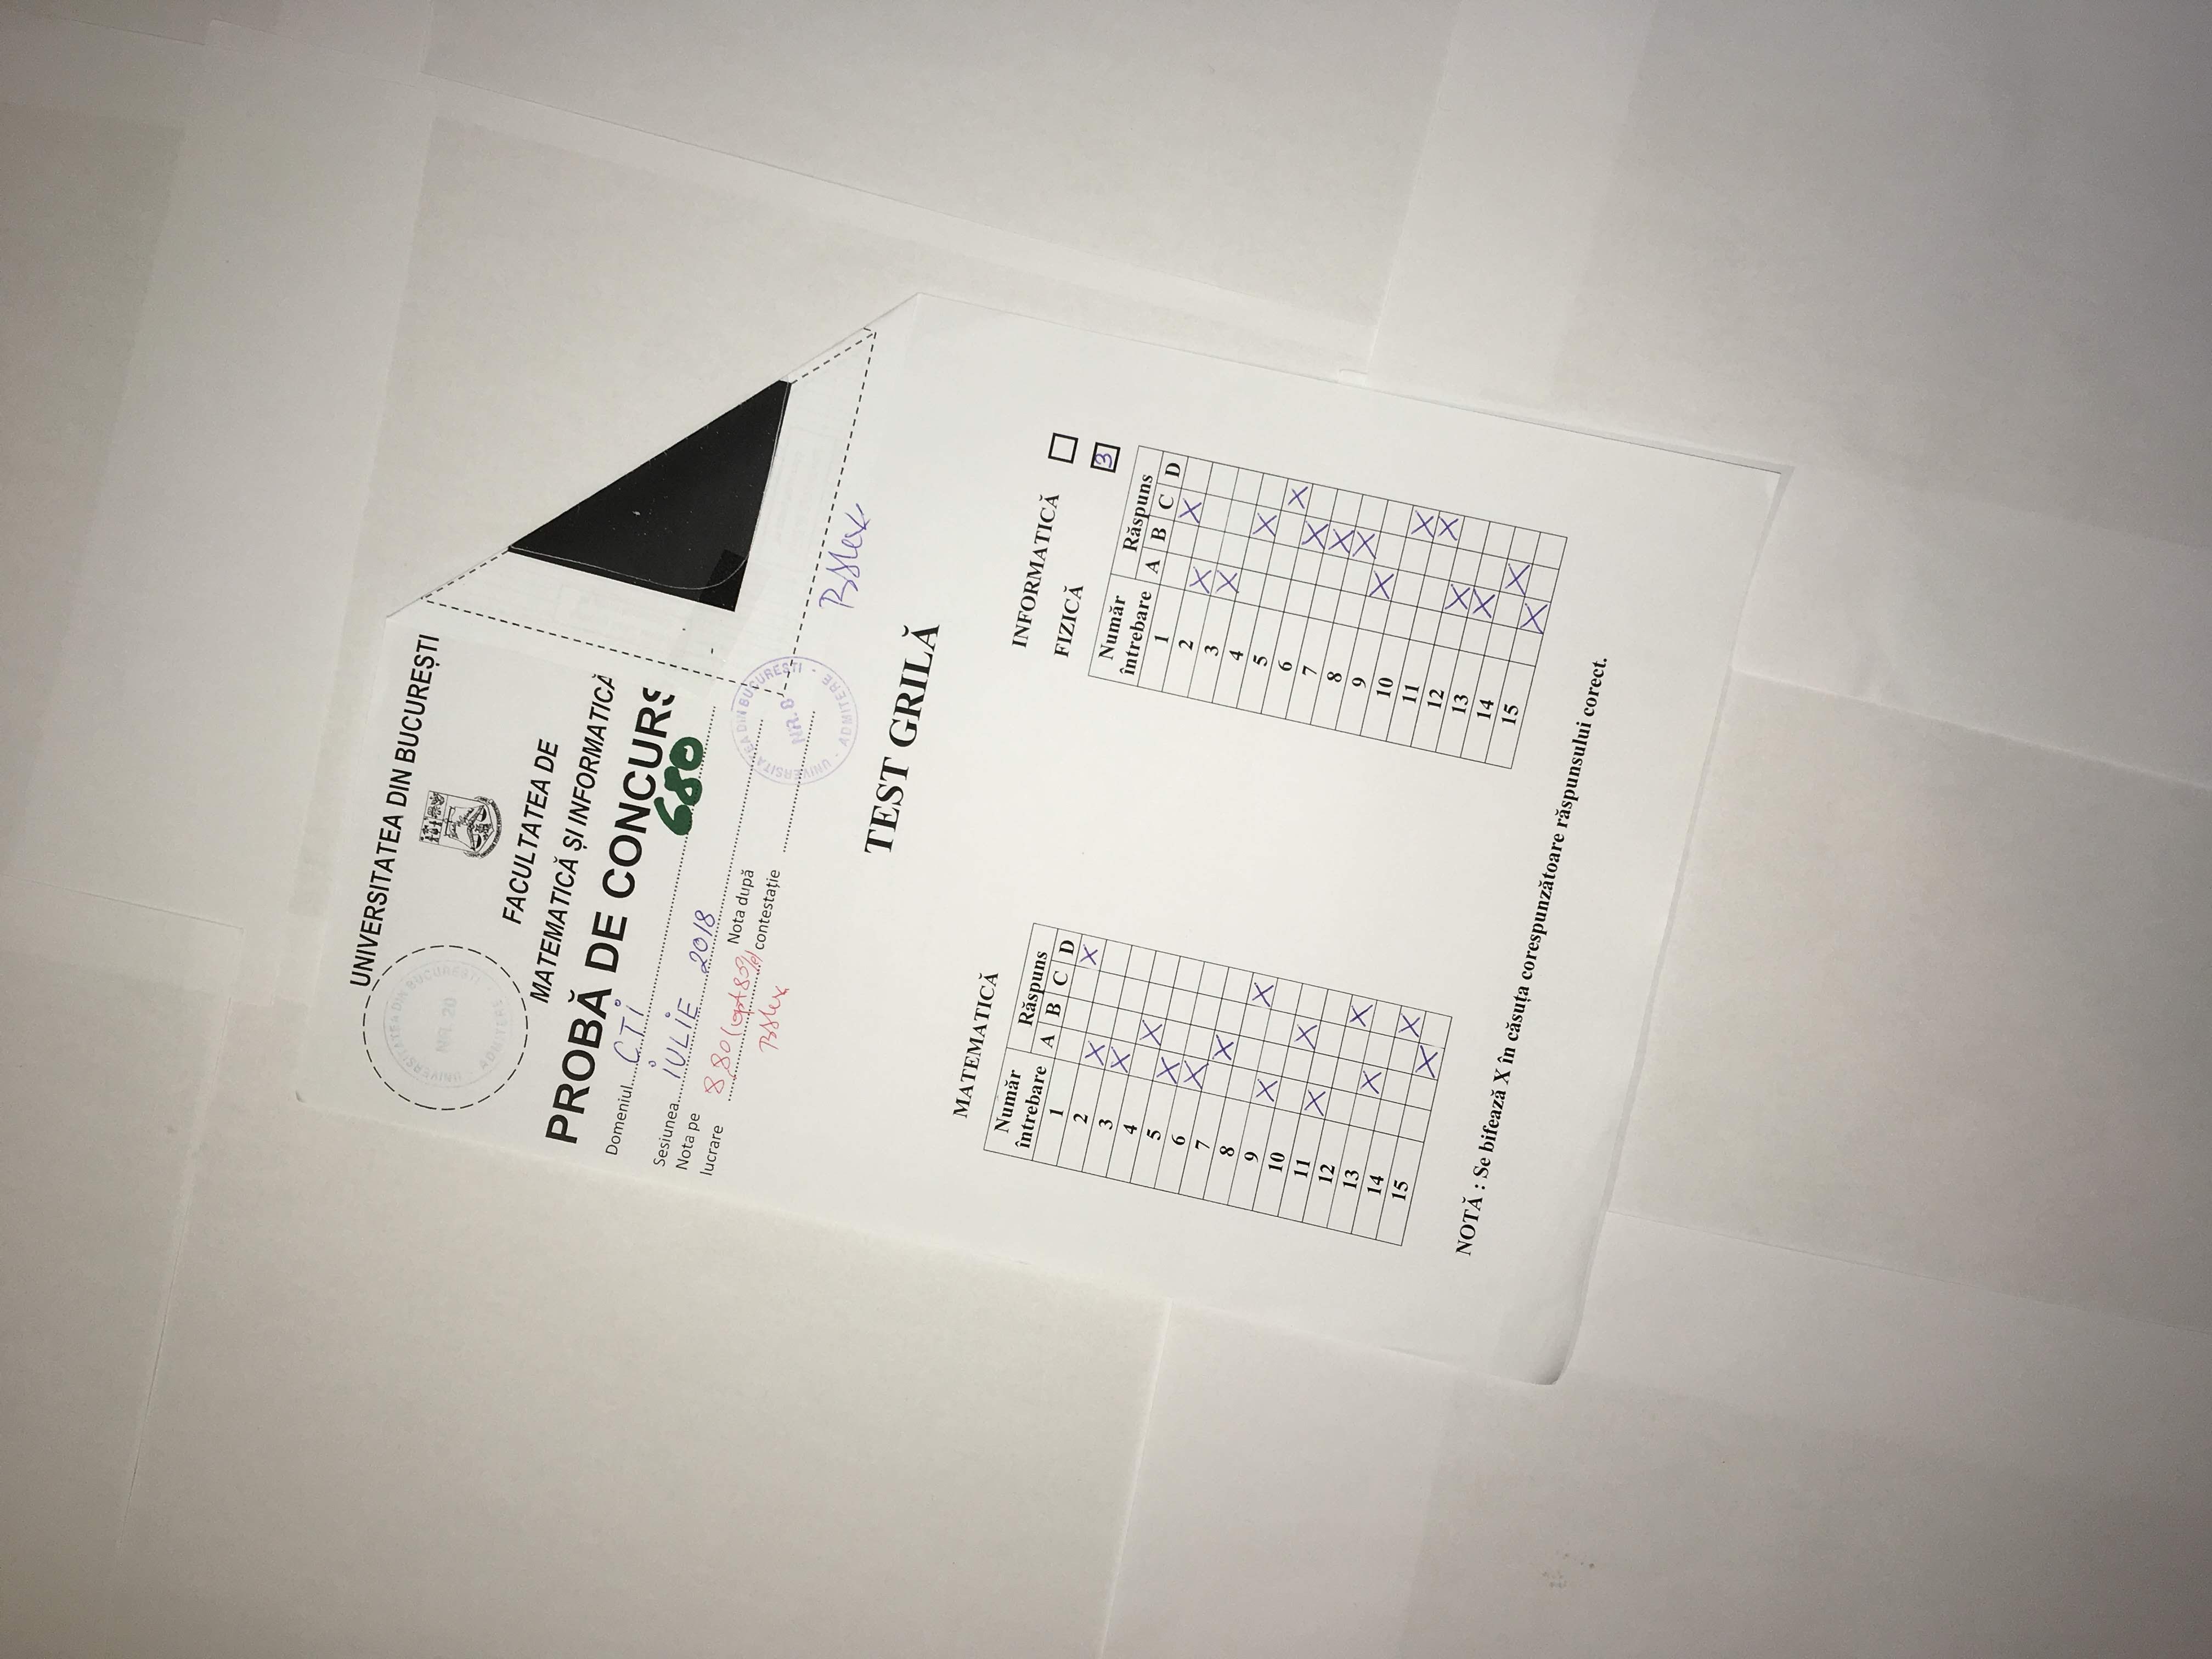 UNIVERSITATEA DIN BUCUREȘTI
UNIVERSITATEA DIN BUCUREȘTI
NR. 20
ADMITERE
FACULTATEA DE
MATEMATICĂ ȘI INFORMATICĂ
PROBĂ DE CONCURS
Domeniul CTI
680
Sesiunea IULIE 2018
Nota pe
lucrare 8,80 (opt 80%)
Nota după
contestație
UNIVERSITATEA DIN BUCUREȘTI
NR. 8
ADMITERE
TEST GRILĂ
MATEMATICĂ
Număr
întrebare
Răspuns
A B C D
1 X
2 X
3 X
4 X
5 X
6 X
7 X
8 X
9 X
10 X
11 X
12 X
13 X
14 X
15 X
INFORMATICĂ
FIZICĂ 3
Număr
întrebare
Răspuns
A B C D
1 X
2 X
3 X
4 X
5 X
6 X
7 X
8 X
9 X
10 X
11 X
12 X
13 X
14 X
15 X
NOTĂ : Se bifează X în căsuța corespunzătoare răspunsului corect.